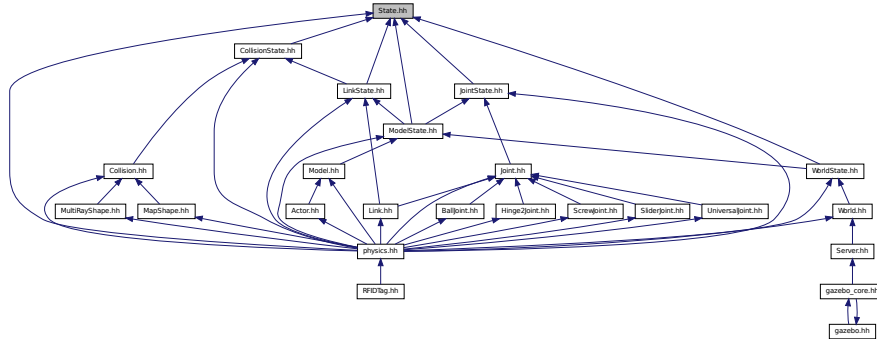 State.hh
CollisionState.hh
LinkState.hh
JointState.hh
ModelState.hh
Collision.hh
Model.hh
Joint.hh
WorldState.hh
MultiRayShape.hh
MapShape.hh
Actor.hh
Link.hh
BallJoint.hh
Hinge2Joint.hh
ScrewJoint.hh
SliderJoint.hh
UniversalJoint.hh
World.hh
physics.hh
Server.hh
RFIDTag.hh
gazebo_core.hh
gazebo.hh